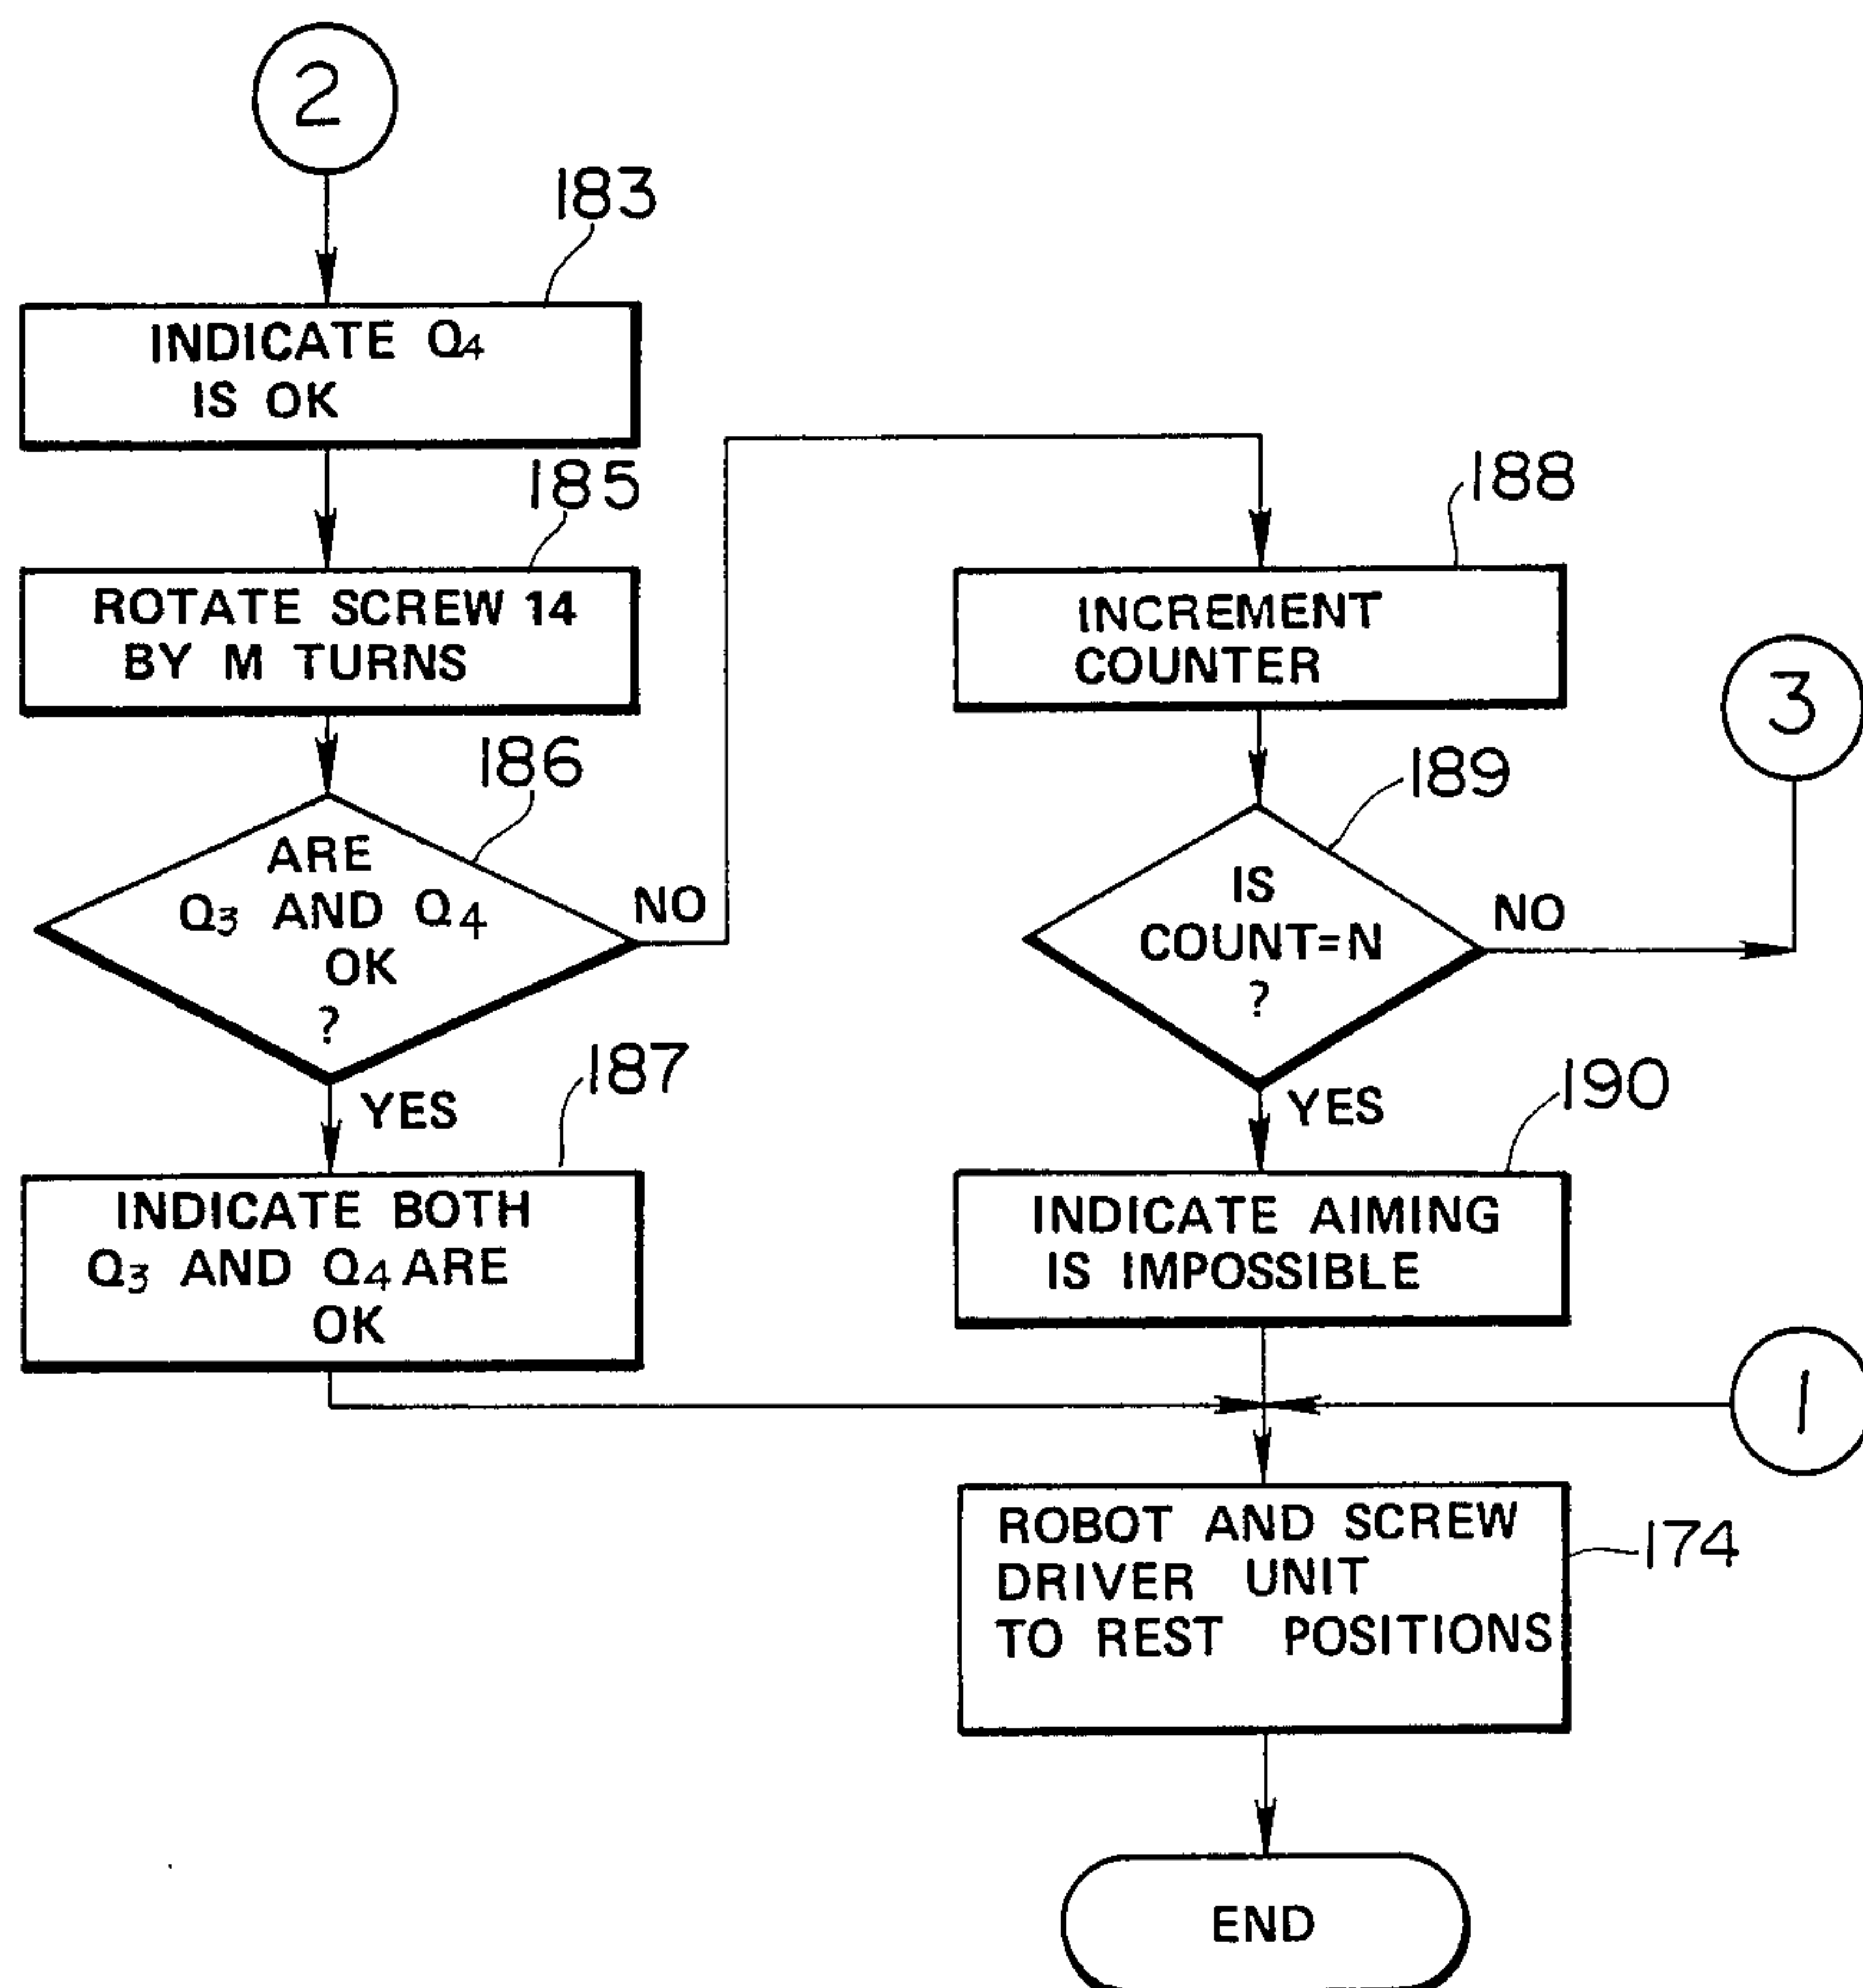 2
183
INDICATE Q4
IS OK
185
ROTATE SCREW 14
BY M TURNS
186
ARE
Q3 AND Q4
OK
?
NO
YES
187
INDICATE BOTH
Q3 AND Q4 ARE
OK
188
INCREMENT
COUNTER
189
IS
COUNT=N
?
NO
3
YES
190
INDICATE AIMING
IS IMPOSSIBLE
1
ROBOT AND SCREW
DRIVER UNIT
TO REST POSITIONS
174
END